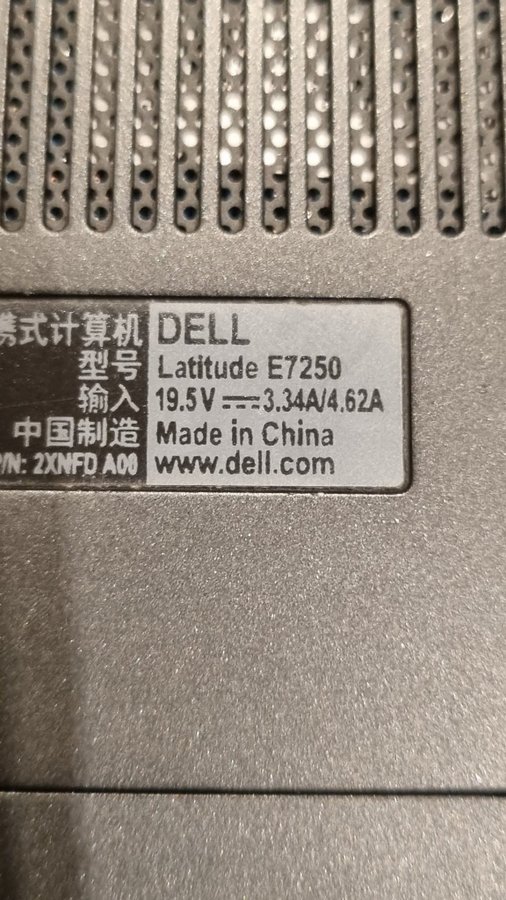 携式计算机 DELL
型号 Latitude E7250
输入 19.5V ⎓ 3.34A/4.62A
中国制造 Made in China
P/N: 2XNFD A00 www.dell.com